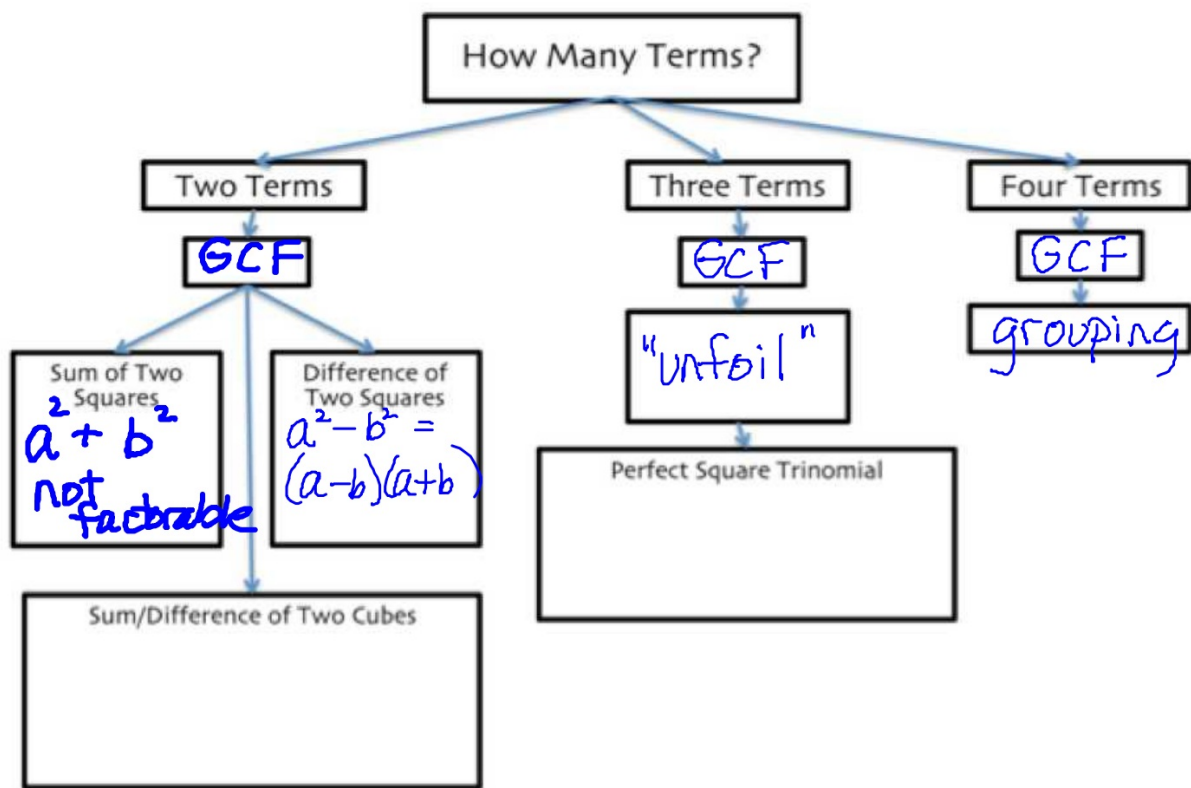 How Many Terms?
Two Terms
Three Terms
Four Terms
GCF
GCF
GCF
Sum of Two
Squares
a² + b²
not
factorable
Difference of
Two Squares
a² − b² =
(a−b)(a+b)
"unfoil"
grouping
Perfect Square Trinomial
Sum/Difference of Two Cubes